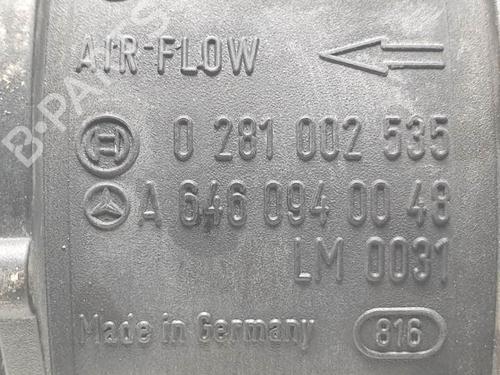 AIR-FLOW
0 281 002 535
A 646 094 00 48
LM 0031
Made in Germany 816
B-PARTS